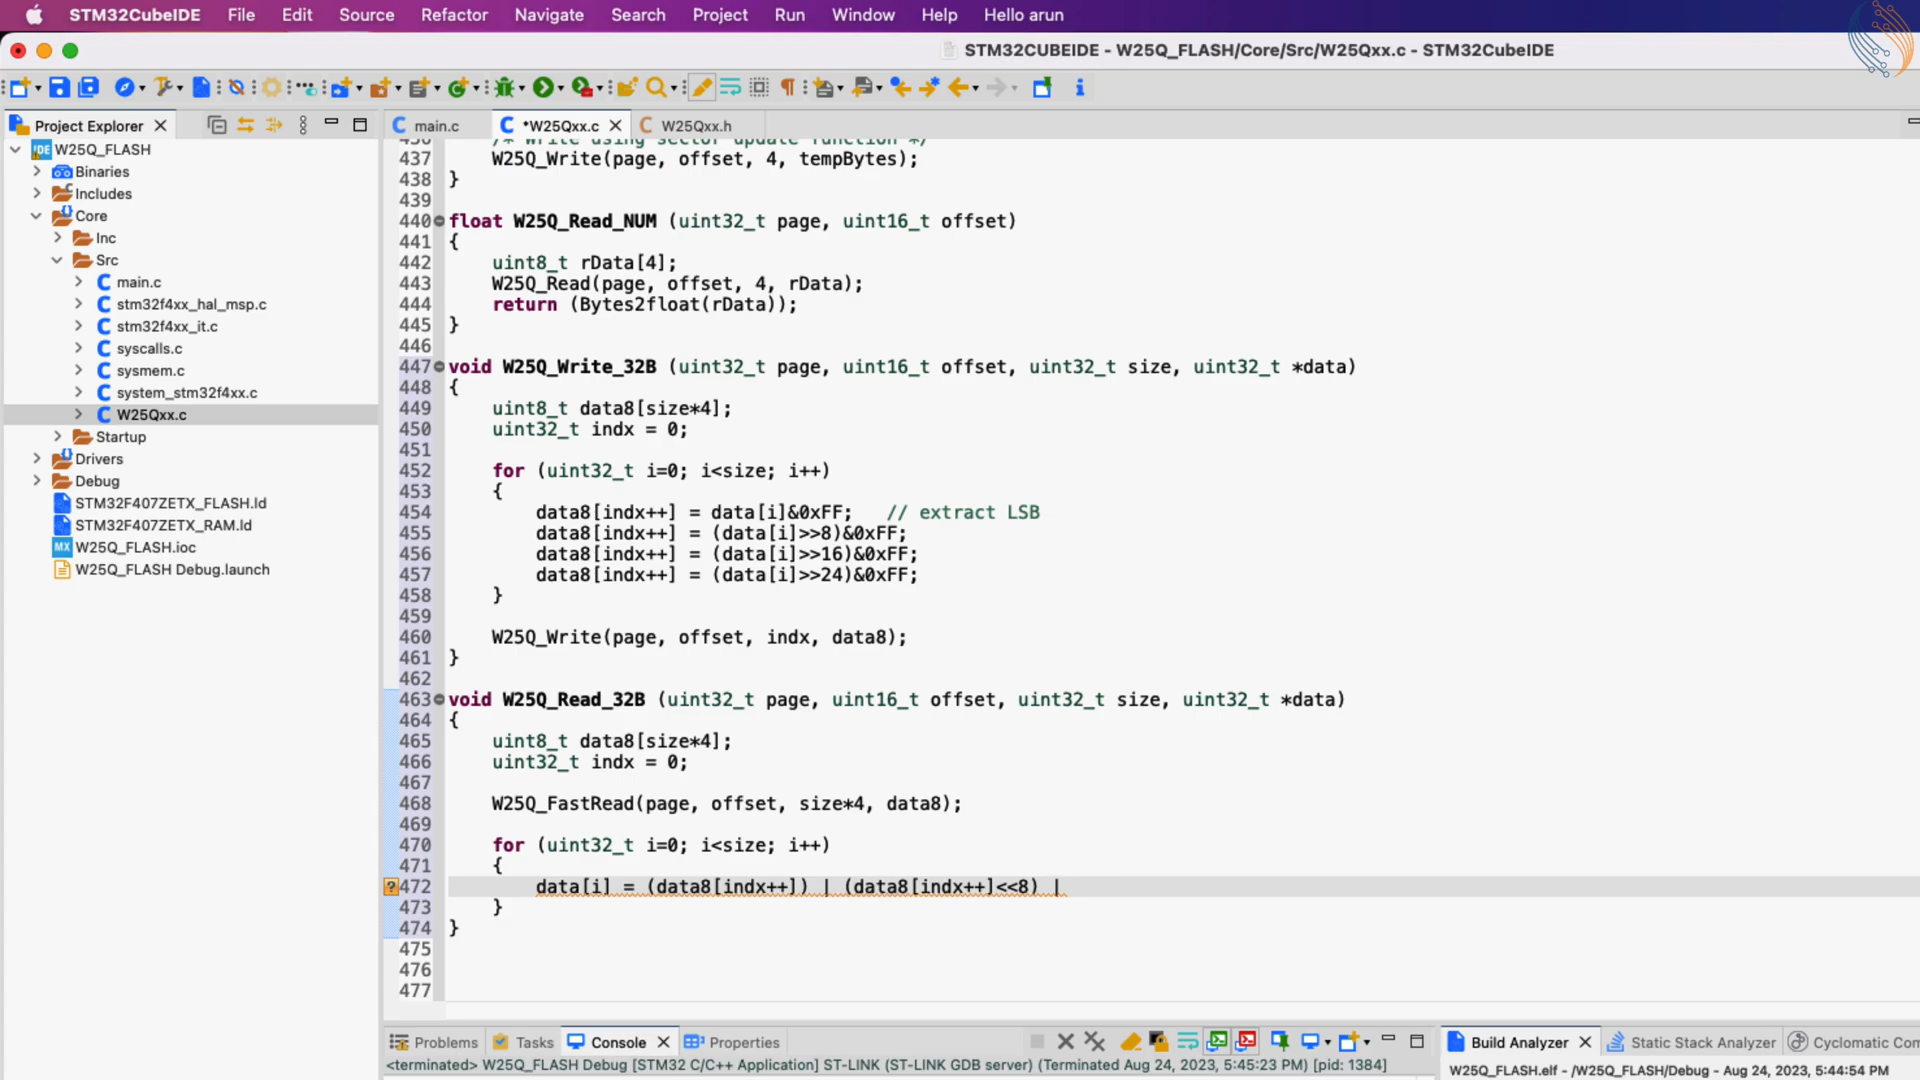 STM32CubeIDE File Edit Source Refactor Navigate Search Project Run Window Help Hello arun
STM32CUBEIDE - W25Q_FLASH/Core/Src/W25Qxx.c - STM32CubeIDE
Project Explorer
W25Q_FLASH
Binaries
Includes
Core
Inc
Src
main.c
stm32f4xx_hal_msp.c
stm32f4xx_it.c
syscalls.c
sysmem.c
system_stm32f4xx.c
W25Qxx.c
Startup
Drivers
Debug
STM32F407ZETX_FLASH.ld
STM32F407ZETX_RAM.ld
W25Q_FLASH.ioc
W25Q_FLASH Debug.launch
main.c *W25Qxx.c W25Qxx.h
436 /* Write using sector update function */
437 W25Q_Write(page, offset, 4, tempBytes);
438 }
439
440 float W25Q_Read_NUM (uint32_t page, uint16_t offset)
441 {
442 uint8_t rData[4];
443 W25Q_Read(page, offset, 4, rData);
444 return (Bytes2float(rData));
445 }
446
447 void W25Q_Write_32B (uint32_t page, uint16_t offset, uint32_t size, uint32_t *data)
448 {
449 uint8_t data8[size*4];
450 uint32_t indx = 0;
451
452 for (uint32_t i=0; i<size; i++)
453 {
454 data8[indx++] = data[i]&0xFF; // extract LSB
455 data8[indx++] = (data[i]>>8)&0xFF;
456 data8[indx++] = (data[i]>>16)&0xFF;
457 data8[indx++] = (data[i]>>24)&0xFF;
458 }
459
460 W25Q_Write(page, offset, indx, data8);
461 }
462
463 void W25Q_Read_32B (uint32_t page, uint16_t offset, uint32_t size, uint32_t *data)
464 {
465 uint8_t data8[size*4];
466 uint32_t indx = 0;
467
468 W25Q_FastRead(page, offset, size*4, data8);
469
470 for (uint32_t i=0; i<size; i++)
471 {
472 data[i] = (data8[indx++]) | (data8[indx++]<<8) |
473 }
474 }
475
476
477
Problems Tasks Console Properties
<terminated> W25Q_FLASH Debug [STM32 C/C++ Application] ST-LINK (ST-LINK GDB server) (Terminated Aug 24, 2023, 5:45:23 PM) [pid: 1384]
Build Analyzer Static Stack Analyzer Cyclomatic Com
W25Q_FLASH.elf - /W25Q_FLASH/Debug - Aug 24, 2023, 5:44:54 PM